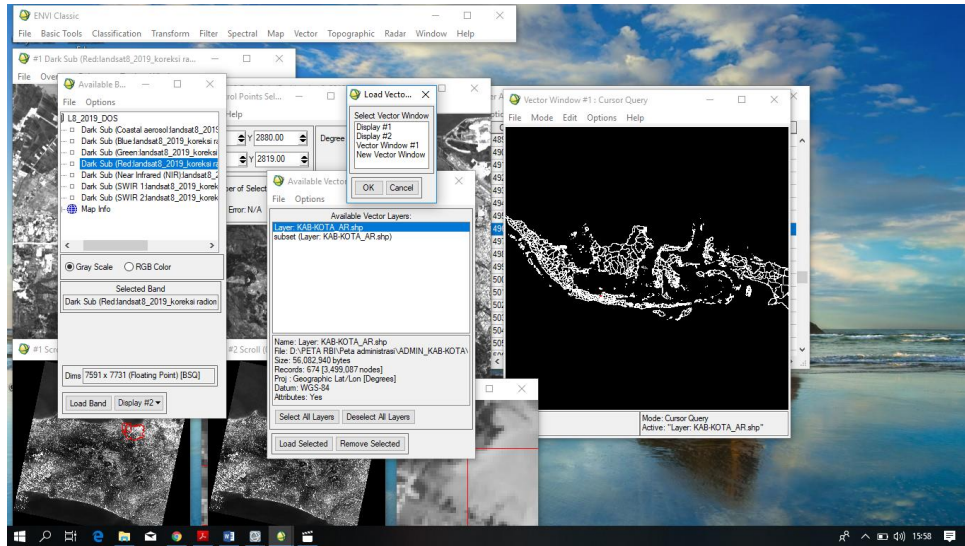 ENVI Classic
File Basic Tools Classification Transform Filter Spectral Map Vector Topographic Radar Window Help
#1 Dark Sub (Red:landsat8_2019_koreksi ra...
File
Available B...
File Options
L8_2019_DOS
Dark Sub (Coastal aerosol:landsat8_2019
Dark Sub (Blue:landsat8_2019_koreksi ra
Dark Sub (Green:landsat8_2019_koreksi
Dark Sub (Red:landsat8_2019_koreksi ra
Dark Sub (Near Infrared (NIR):landsat8_2
Dark Sub (SWIR 1:landsat8_2019_korek
Dark Sub (SWIR 2:landsat8_2019_korek
Map Info
Gray Scale RGB Color
Selected Band
Dark Sub (Red:landsat8_2019_koreksi radion
Dims 7591 x 7731 (Floating Point) [BSQ]
Load Band Display #2
Help
Y 2880.00 Degree
Y 2819.00
Error: N/A
Load Vecto...
Select Vector Window
Display #1
Display #2
Vector Window #1
New Vector Window
OK Cancel
Available Vector
File Options
Available Vector Layers:
Layer: KAB-KOTA_AR.shp
subset (Layer: KAB-KOTA_AR.shp)
Name: Layer: KAB-KOTA_AR.shp
File: D:\PETA RBI\Peta administrasi\ADMIN_KAB-KOTA\
Size: 56,082,940 bytes
Records: 674 [3,499,087 nodes]
Proj : Geographic Lat/Lon [Degrees]
Datum: WGS-84
Attributes: Yes
Select All Layers Deselect All Layers
Load Selected Remove Selected
Vector Window #1 : Cursor Query
File Mode Edit Options Help
Mode: Cursor Query
Active: "Layer: KAB-KOTA_AR.shp"
15:58